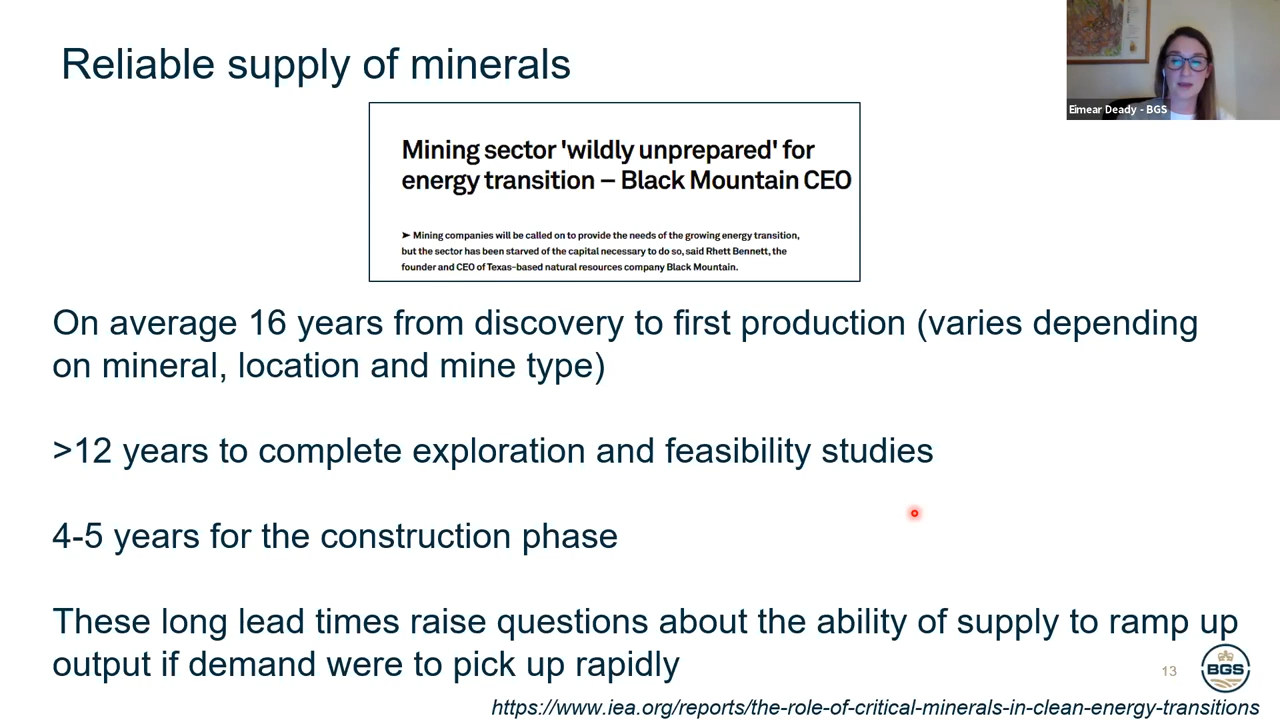 Reliable supply of minerals
Eimear Deady - BGS
Mining sector 'wildly unprepared' for
energy transition – Black Mountain CEO
➤ Mining companies will be called on to provide the needs of the growing energy transition,
but the sector has been starved of the capital necessary to do so, said Rhett Bennett, the
founder and CEO of Texas-based natural resources company Black Mountain.
On average 16 years from discovery to first production (varies depending
on mineral, location and mine type)
>12 years to complete exploration and feasibility studies
4-5 years for the construction phase
These long lead times raise questions about the ability of supply to ramp up
output if demand were to pick up rapidly
13
BGS
https://www.iea.org/reports/the-role-of-critical-minerals-in-clean-energy-transitions